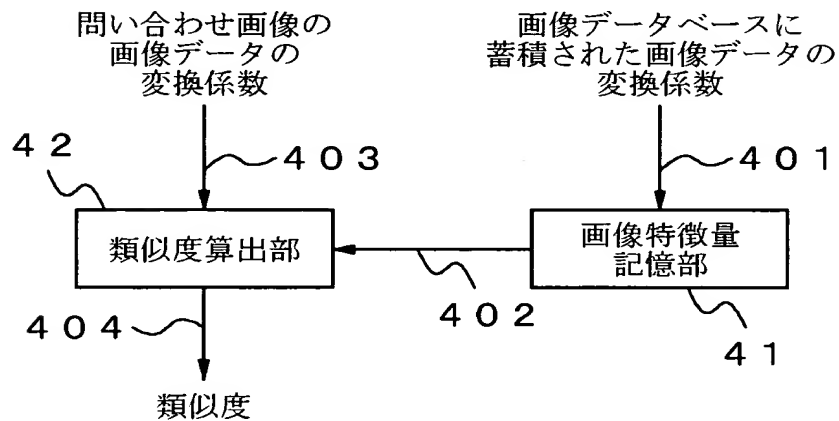 問い合わせ画像の
画像データの
変換係数
画像データベースに
蓄積された画像データの
変換係数
42
403
401
類似度算出部
画像特徴量
記憶部
404
402
41
類似度